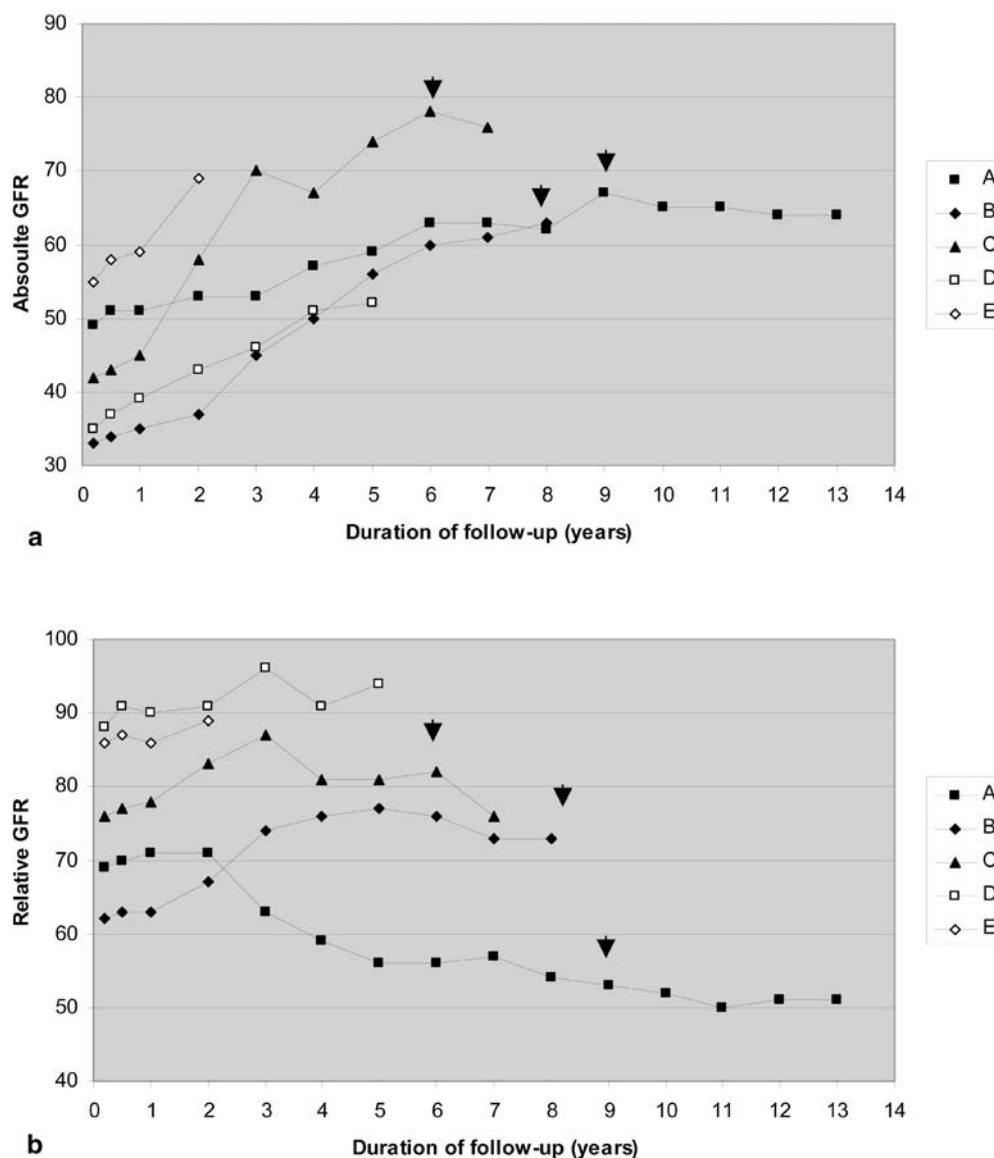 90
80
70
60
50
40
30
Absoulte GFR
0 1 2 3 4 5 6 7 8 9 10 11 12 13 14
Duration of follow-up (years)
A
B
C
D
E
a
100
90
80
70
60
50
40
Relative GFR
0 1 2 3 4 5 6 7 8 9 10 11 12 13 14
Duration of follow-up (years)
A
B
C
D
E
b